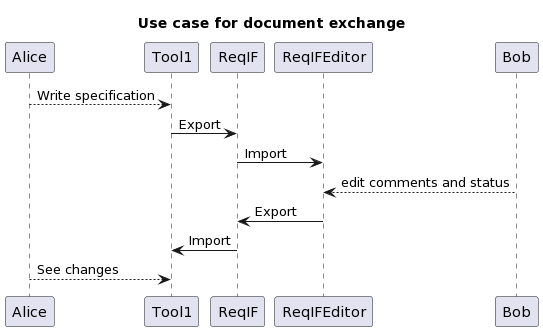 Use case for document exchange
Alice Tool1 ReqIF ReqIFEditor Bob
Write specification
Export
Import
edit comments and status
Export
Import
See changes
Alice Tool1 ReqIF ReqIFEditor Bob